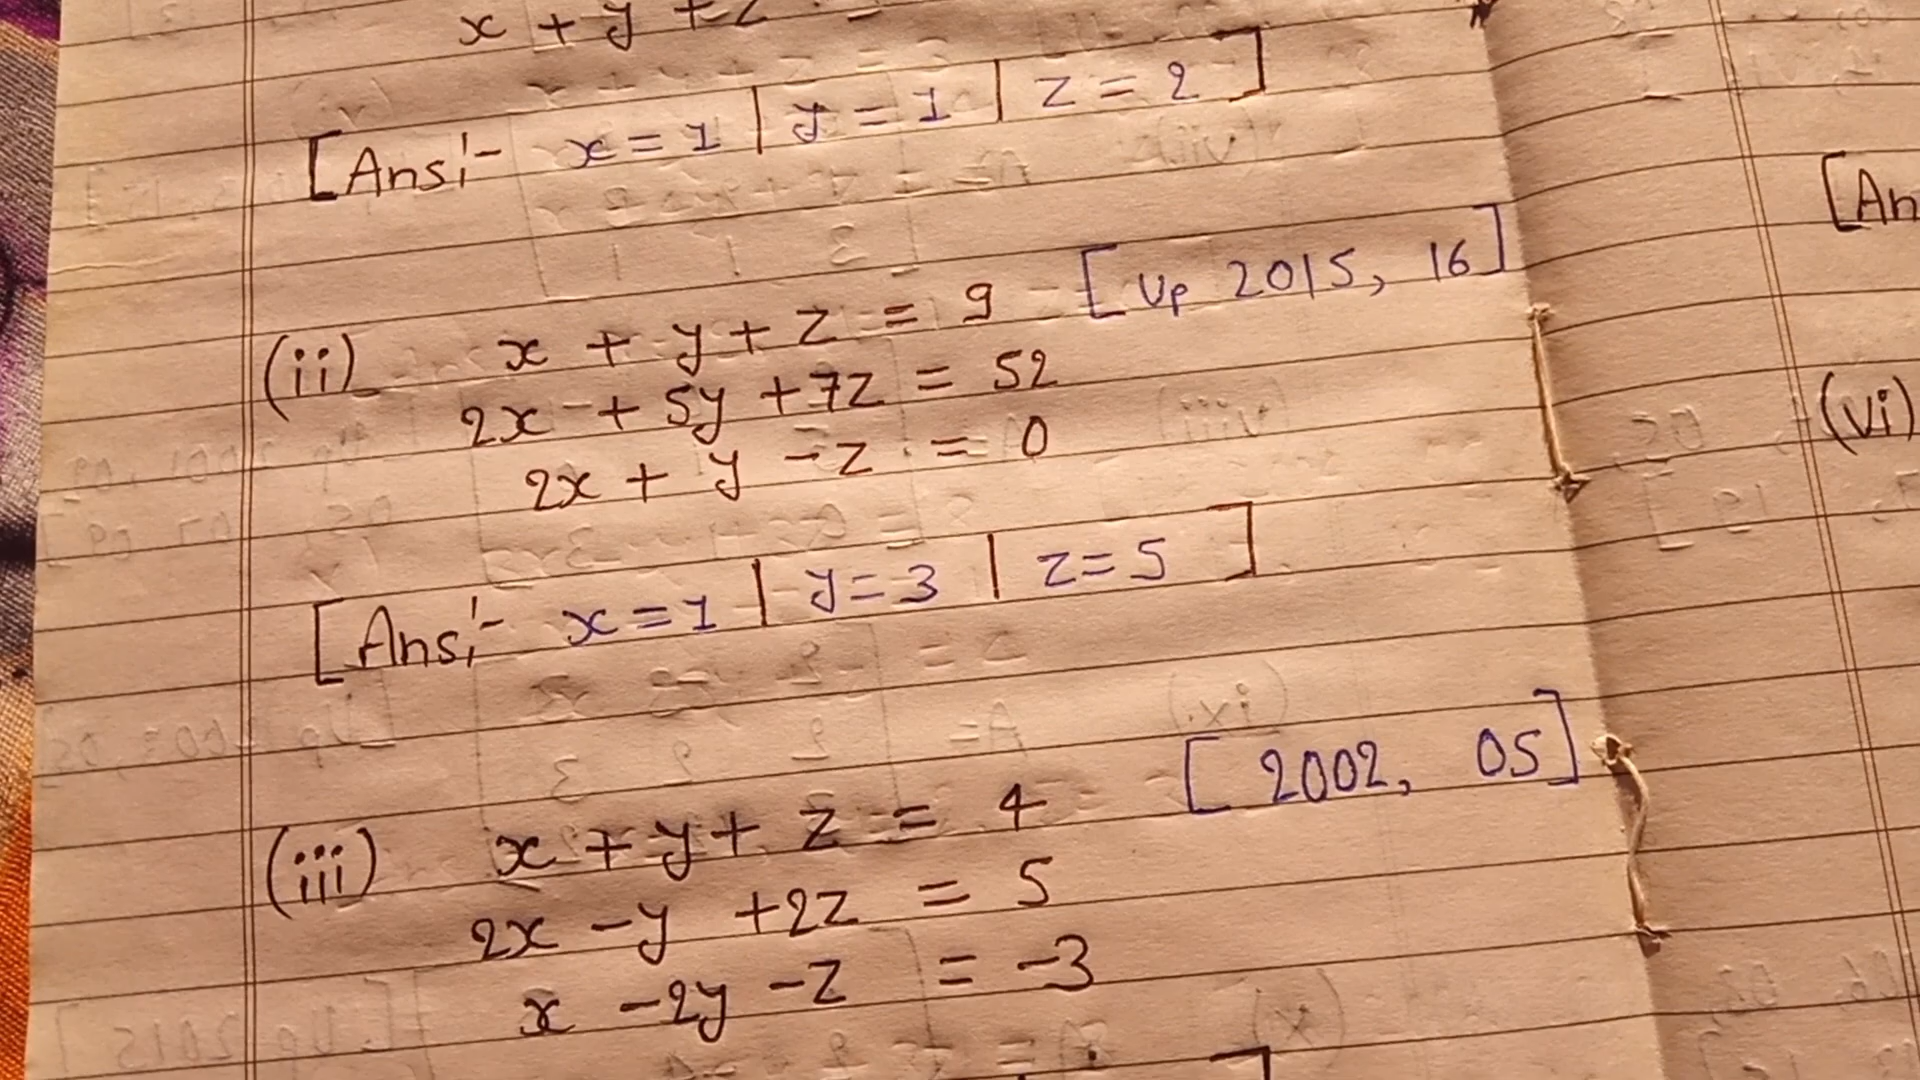 x + y + z
[Ans:- x = 1 | y = 1 | z = 2 ]
(ii) x + y + z = 9 [Up 2015, 16]
2x + 5y + 7z = 52
2x + y - z = 0
[Ans:- x = 1 | y = 3 | z = 5 ]
(iii) x + y + z = 4 [2002, 05]
2x - y + 2z = 5
x - 2y - z = -3
[An
(vi)